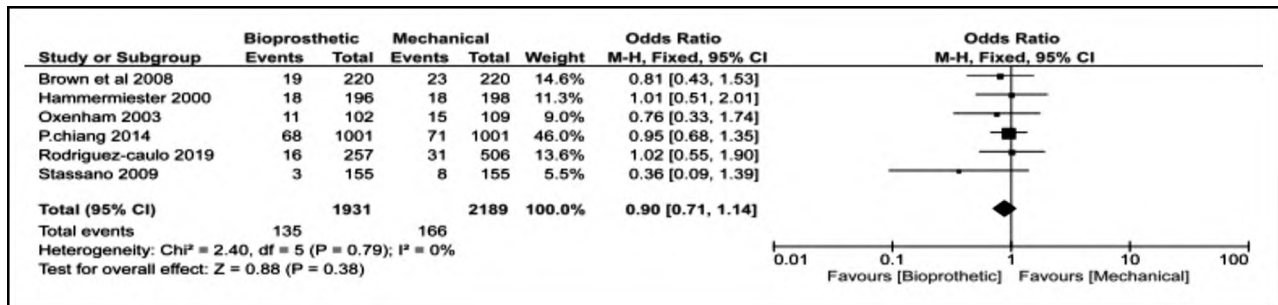 Bioprosthetic Mechanical Odds Ratio Odds Ratio
Study or Subgroup Events Total Events Total Weight M-H, Fixed, 95% CI M-H, Fixed, 95% CI
Brown et al 2008 19 220 23 220 14.6% 0.81 [0.43, 1.53]
Hammermiester 2000 18 196 18 198 11.3% 1.01 [0.51, 2.01]
Oxenham 2003 11 102 15 109 9.0% 0.76 [0.33, 1.74]
P.chiang 2014 68 1001 71 1001 46.0% 0.95 [0.68, 1.35]
Rodriguez-caulo 2019 16 257 31 506 13.6% 1.02 [0.55, 1.90]
Stassano 2009 3 155 8 155 5.5% 0.36 [0.09, 1.39]
Total (95% CI) 1931 2189 100.0% 0.90 [0.71, 1.14]
Total events 135 166
Heterogeneity: Chi² = 2.40, df = 5 (P = 0.79); I² = 0%
Test for overall effect: Z = 0.88 (P = 0.38)
0.01 0.1 1 10 100
Favours [Bioprothetic] Favours [Mechanical]